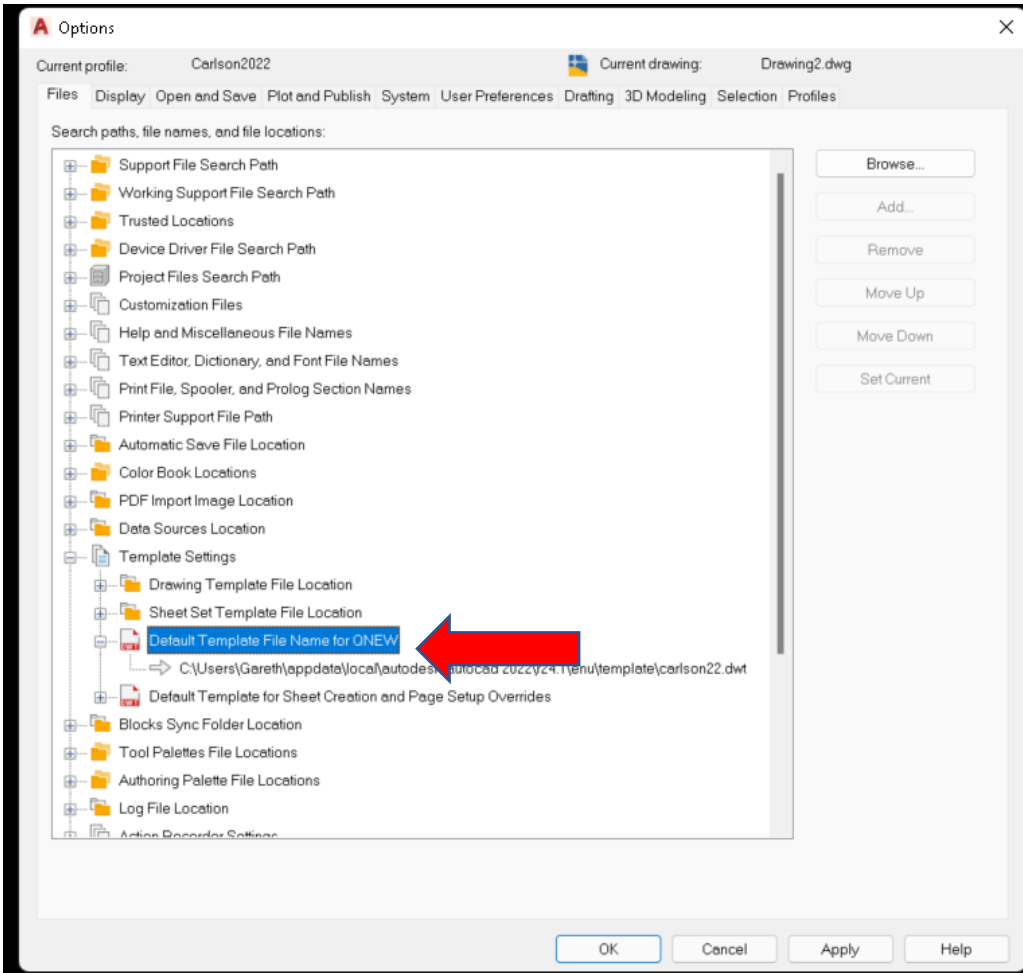 Options
Current profile: Carlson2022 Current drawing: Drawing2.dwg
Files Display Open and Save Plot and Publish System User Preferences Drafting 3D Modeling Selection Profiles
Search paths, file names, and file locations:
Support File Search Path
Working Support File Search Path
Trusted Locations
Device Driver File Search Path
Project Files Search Path
Customization Files
Help and Miscellaneous File Names
Text Editor, Dictionary, and Font File Names
Print File, Spooler, and Prolog Section Names
Printer Support File Path
Automatic Save File Location
Color Book Locations
PDF Import Image Location
Data Sources Location
Template Settings
Drawing Template File Location
Sheet Set Template File Location
Default Template File Name for QNEW
C:\Users\Gareth\appdata\local\autodesk\autocad 2022\r24.1\enu\template\carlson22.dwt
Default Template for Sheet Creation and Page Setup Overrides
Blocks Sync Folder Location
Tool Palettes File Locations
Authoring Palette File Locations
Log File Location
Action Recorder Settings
Browse...
Add...
Remove
Move Up
Move Down
Set Current
OK Cancel Apply Help